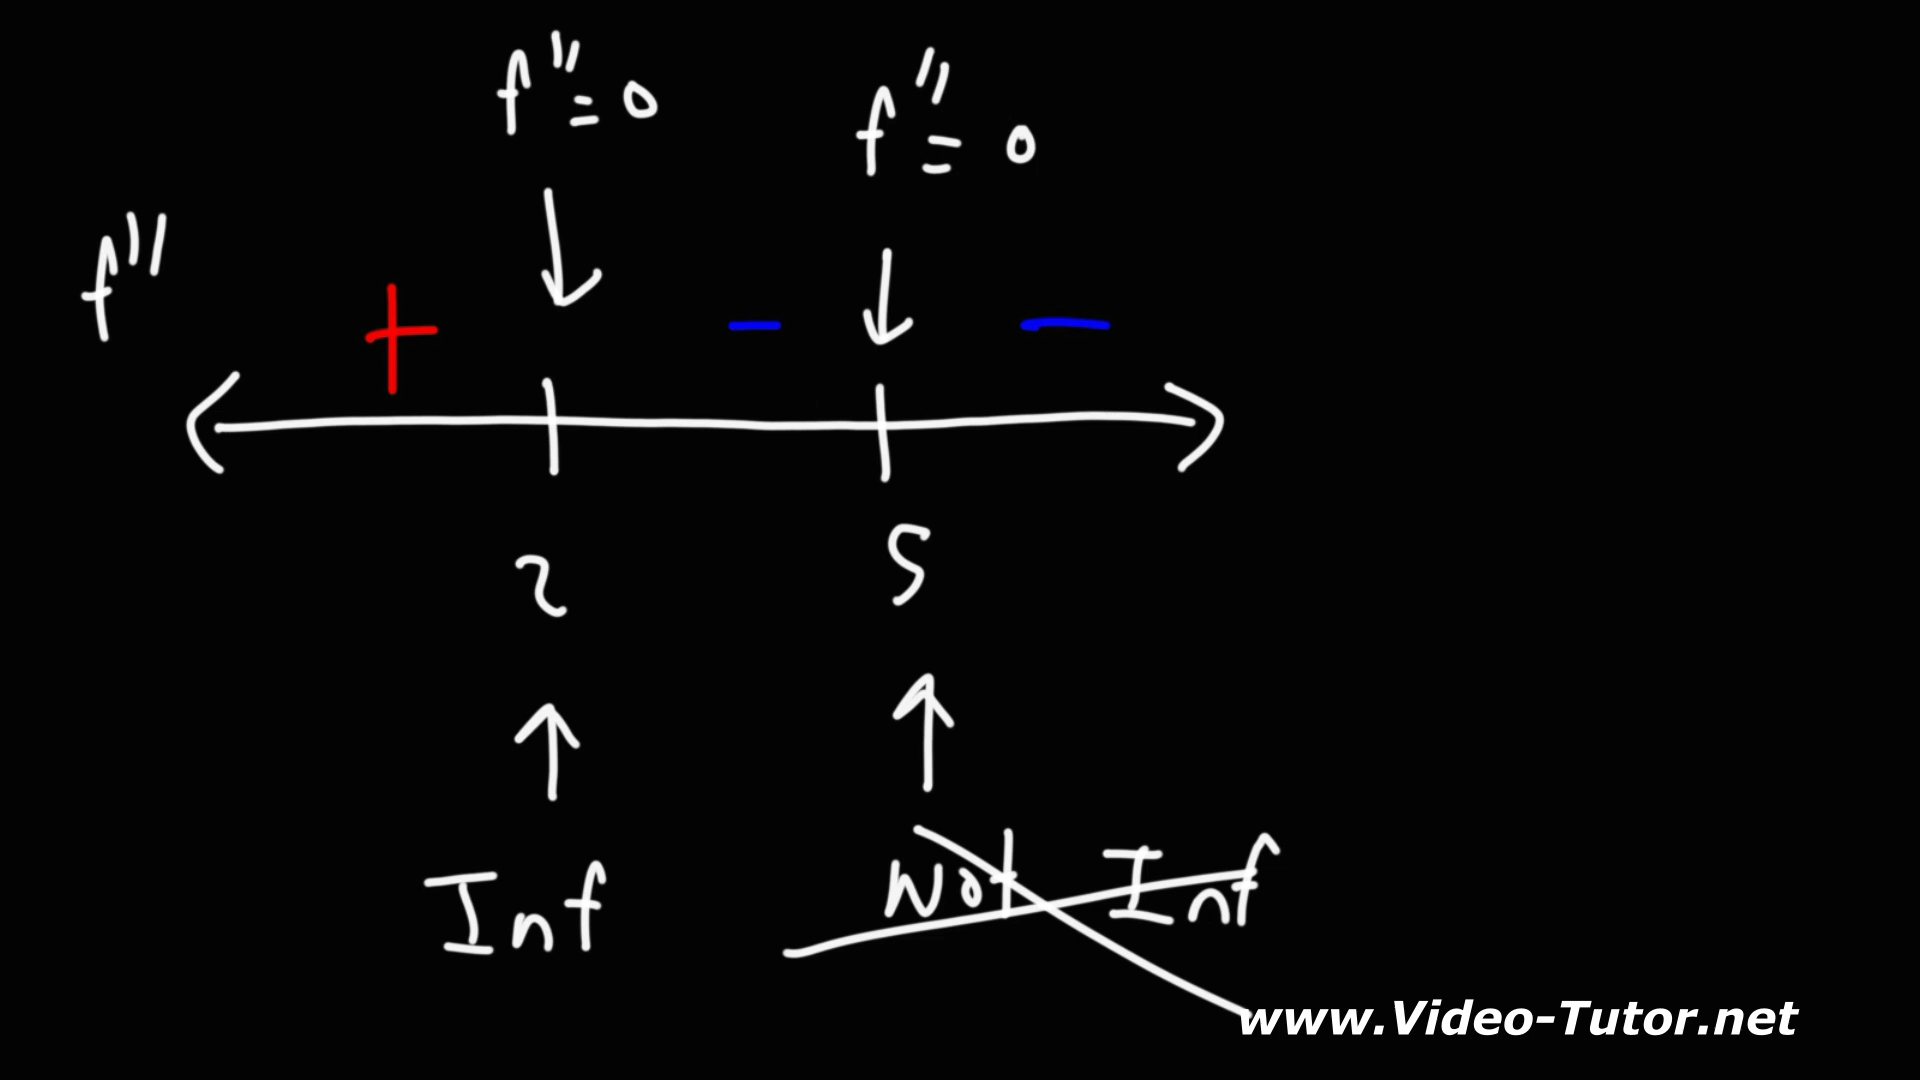 f''=0 f''=0
f''
+ - -
2 5
Inf Not Inf
www.Video-Tutor.net